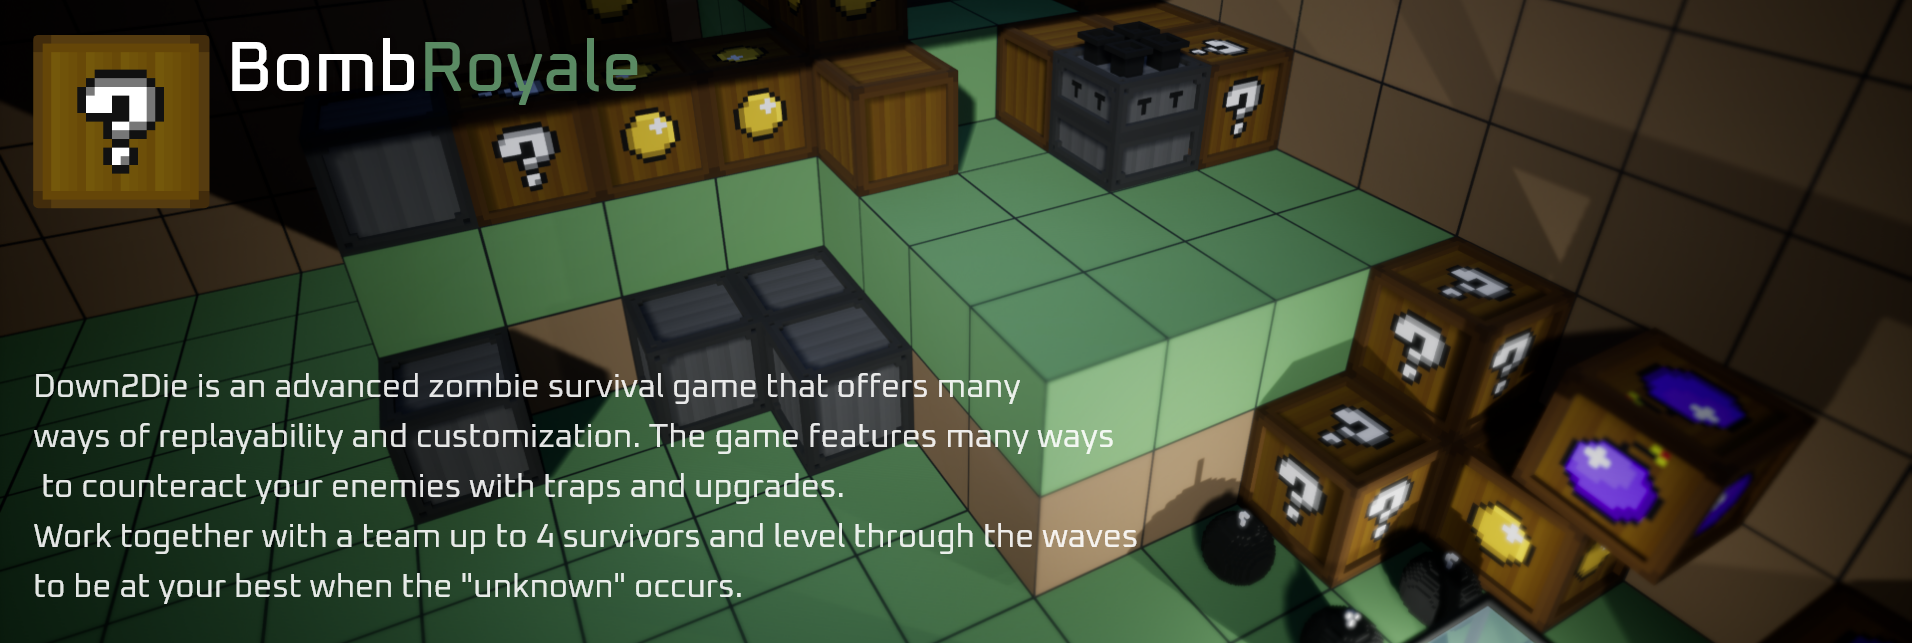 BombRoyale
Down2Die is an advanced zombie survival game that offers many
ways of replayability and customization. The game features many ways
to counteract your enemies with traps and upgrades.
Work together with a team up to 4 survivors and level through the waves
to be at your best when the "unknown" occurs.